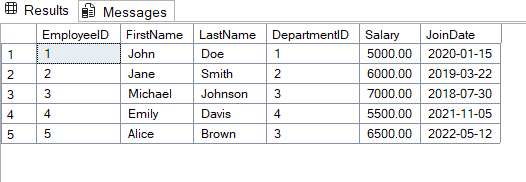 Results Messages
EmployeeID FirstName LastName DepartmentID Salary JoinDate
1 1 John Doe 1 5000.00 2020-01-15
2 2 Jane Smith 2 6000.00 2019-03-22
3 3 Michael Johnson 3 7000.00 2018-07-30
4 4 Emily Davis 4 5500.00 2021-11-05
5 5 Alice Brown 3 6500.00 2022-05-12